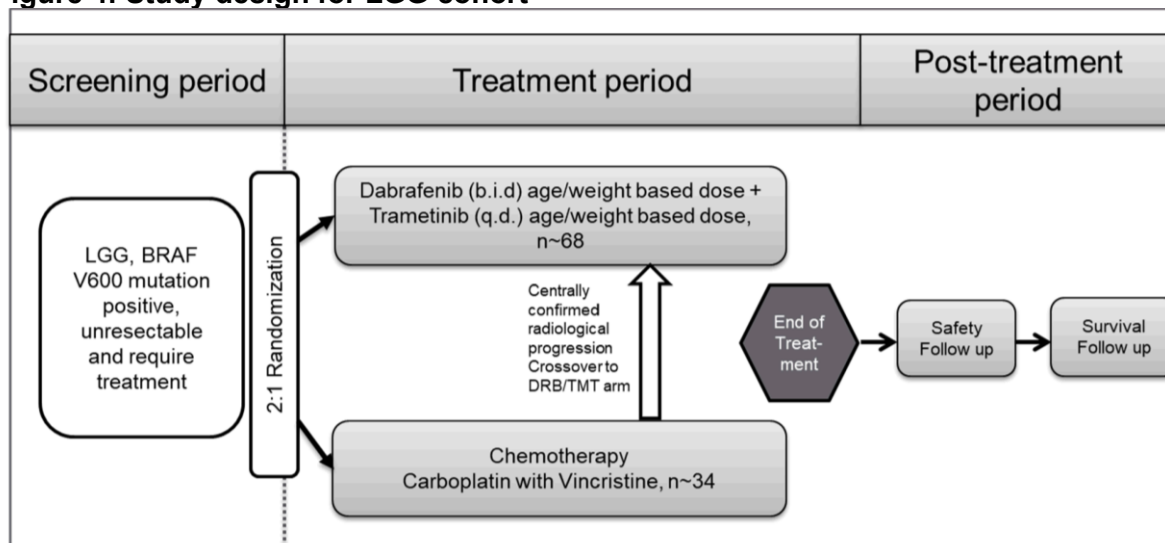 Screening period
Treatment period
Post-treatment
period
LGG, BRAF
V600 mutation
positive,
unresectable
and require
treatment
2:1 Randomization
Dabrafenib (b.i.d) age/weight based dose +
Trametinib (q.d.) age/weight based dose,
n~68
Centrally
confirmed
radiological
progression
Crossover to
DRB/TMT arm
Chemotherapy
Carboplatin with Vincristine, n~34
End of
Treat-
ment
Safety
Follow up
Survival
Follow up